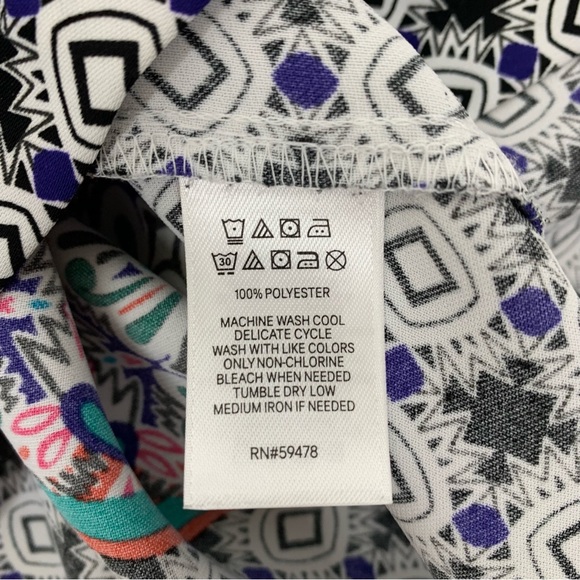 30
100% POLYESTER
MACHINE WASH COOL
DELICATE CYCLE
WASH WITH LIKE COLORS
ONLY NON-CHLORINE
BLEACH WHEN NEEDED
TUMBLE DRY LOW
MEDIUM IRON IF NEEDED
RN#59478